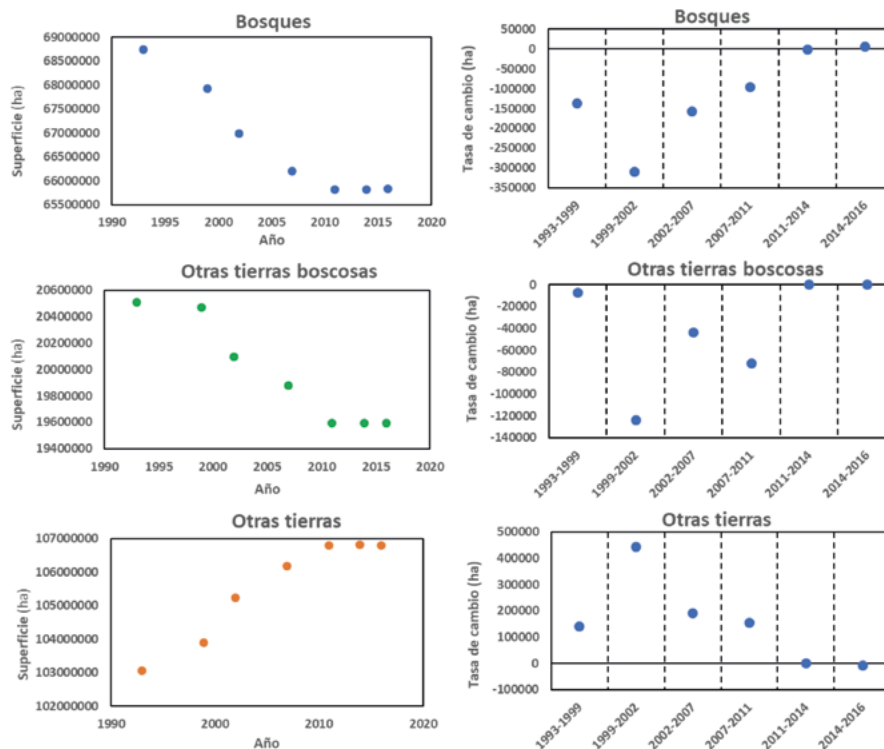 Bosques
69000000
68500000
68000000
67500000
67000000
66500000
66000000
65500000
1990 1995 2000 2005 2010 2015 2020
Superficie (ha)
Año
Bosques
50000
0
-50000
-100000
-150000
-200000
-250000
-300000
-350000
Tasa de cambio (ha)
1993-1999 1999-2002 2002-2007 2007-2011 2011-2014 2014-2016
Otras tierras boscosas
20600000
20400000
20200000
20000000
19800000
19600000
19400000
1990 1995 2000 2005 2010 2015 2020
Superficie (ha)
Año
Otras tierras boscosas
0
-20000
-40000
-60000
-80000
-100000
-120000
-140000
Tasa de cambio (ha)
1993-1999 1999-2002 2002-2007 2007-2011 2011-2014 2014-2016
Otras tierras
107000000
106000000
105000000
104000000
103000000
102000000
1990 2000 2010 2020
Superficie (ha)
Año
Otras tierras
500000
400000
300000
200000
100000
0
-100000
Tasa de cambio (ha)
1993-1999 1999-2002 2002-2007 2007-2011 2011-2014 2014-2016